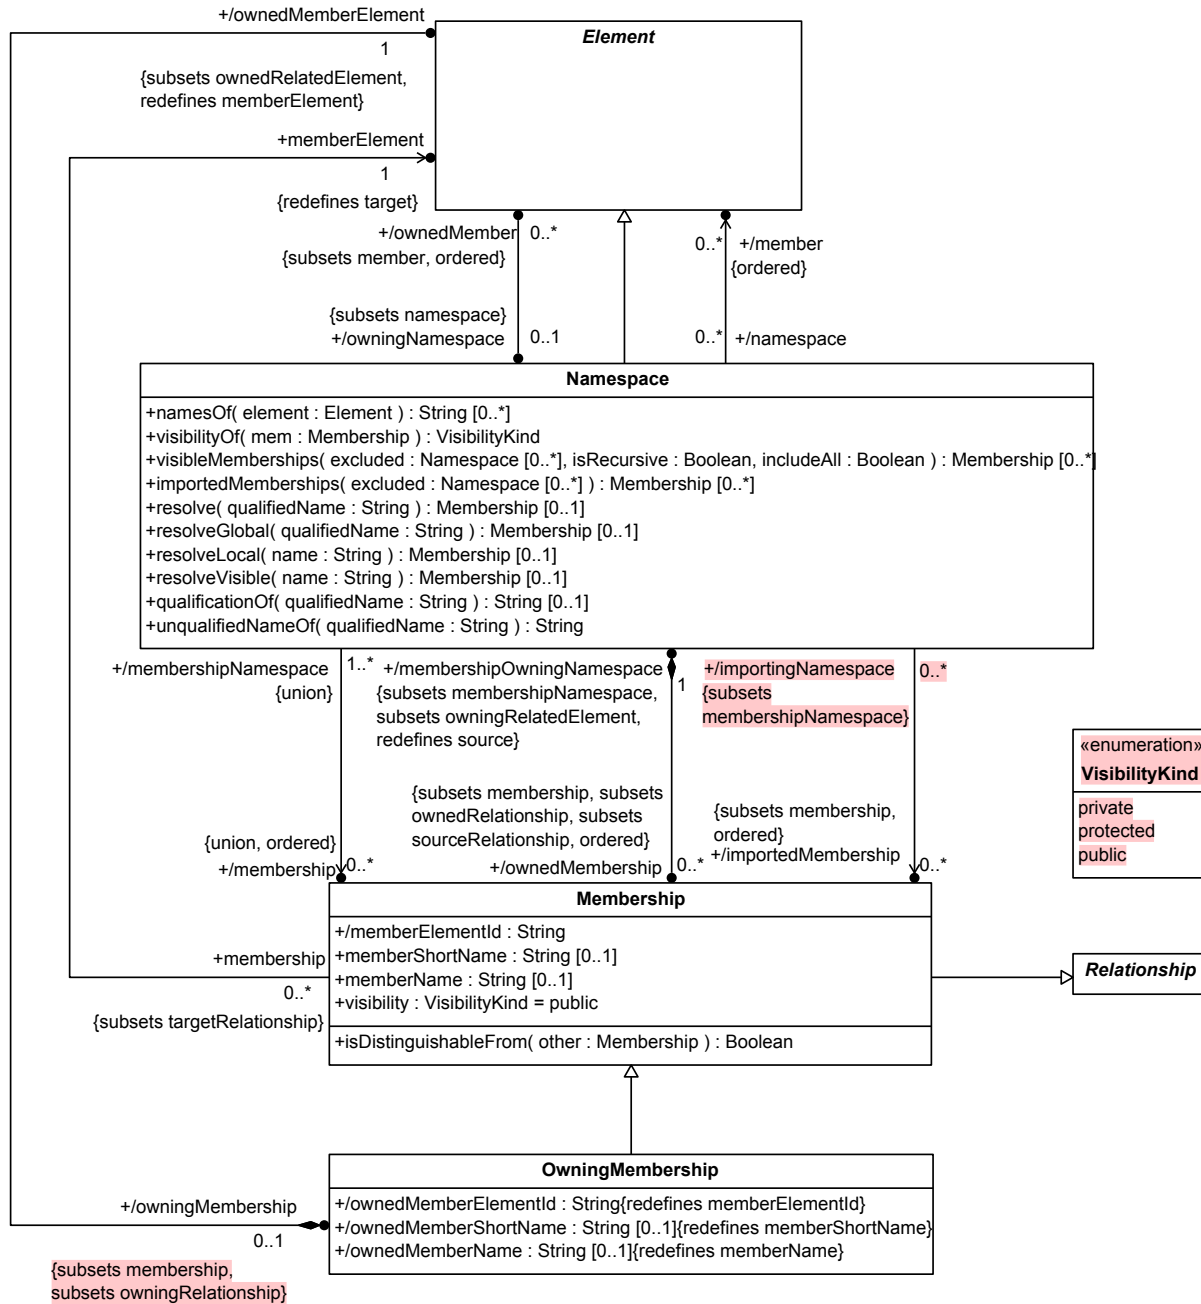 +/ownedMemberElement
1
{subsets ownedRelatedElement,
redefines memberElement}
Element
+memberElement
1
{redefines target}
+/ownedMember
0..*
{subsets member, ordered}
0..*
+/member
{ordered}
{subsets namespace}
+/owningNamespace
0..1
0..*
+/namespace
Namespace
+namesOf( element : Element ) : String [0..*]
+visibilityOf( mem : Membership ) : VisibilityKind
+visibleMemberships( excluded : Namespace [0..*], isRecursive : Boolean, includeAll : Boolean ) : Membership [0..*]
+importedMemberships( excluded : Namespace [0..*] ) : Membership [0..*]
+resolve( qualifiedName : String ) : Membership [0..1]
+resolveGlobal( qualifiedName : String ) : Membership [0..1]
+resolveLocal( name : String ) : Membership [0..1]
+resolveVisible( name : String ) : Membership [0..1]
+qualificationOf( qualifiedName : String ) : String [0..1]
+unqualifiedNameOf( qualifiedName : String ) : String
+/membershipNamespace
1..*
{union}
+/membershipOwningNamespace
1
{subsets membershipNamespace,
subsets owningRelatedElement,
redefines source}
+/importingNamespace
0..*
{subsets
membershipNamespace}
«enumeration»
VisibilityKind
private
protected
public
{union, ordered}
+/membership
0..*
{subsets membership, subsets
ownedRelationship, subsets
sourceRelationship, ordered}
+/ownedMembership
0..*
{subsets membership,
ordered}
+/importedMembership
0..*
Membership
+/memberElementId : String
+memberShortName : String [0..1]
+memberName : String [0..1]
+visibility : VisibilityKind = public
+isDistinguishableFrom( other : Membership ) : Boolean
+membership
0..*
{subsets targetRelationship}
Relationship
OwningMembership
+/ownedMemberElementId : String{redefines memberElementId}
+/ownedMemberShortName : String [0..1]{redefines memberShortName}
+/ownedMemberName : String [0..1]{redefines memberName}
+/owningMembership
0..1
{subsets membership,
subsets owningRelationship}